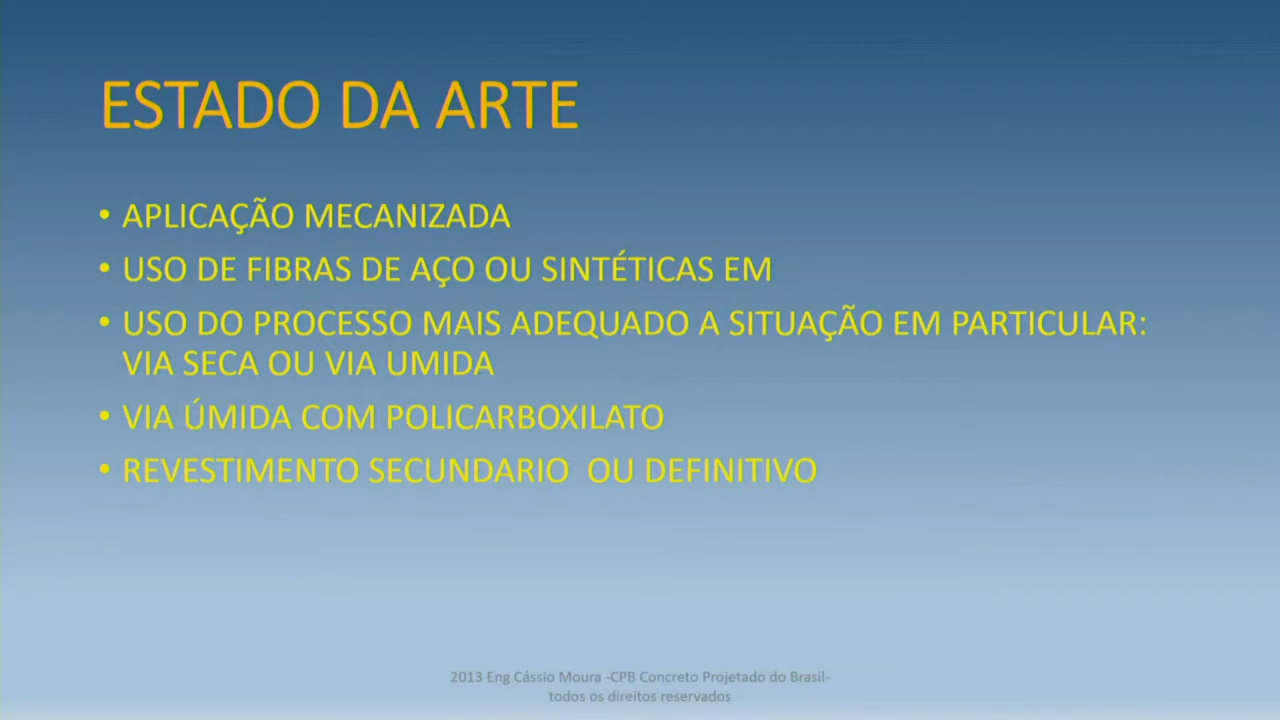 ESTADO DA ARTE
• APLICAÇÃO MECANIZADA
• USO DE FIBRAS DE AÇO OU SINTÉTICAS EM
• USO DO PROCESSO MAIS ADEQUADO A SITUAÇÃO EM PARTICULAR:
VIA SECA OU VIA UMIDA
• VIA ÚMIDA COM POLICARBOXILATO
• REVESTIMENTO SECUNDARIO OU DEFINITIVO
2013 Eng Cássio Moura -CPB Concreto Projetado do Brasil-
todos os direitos reservados